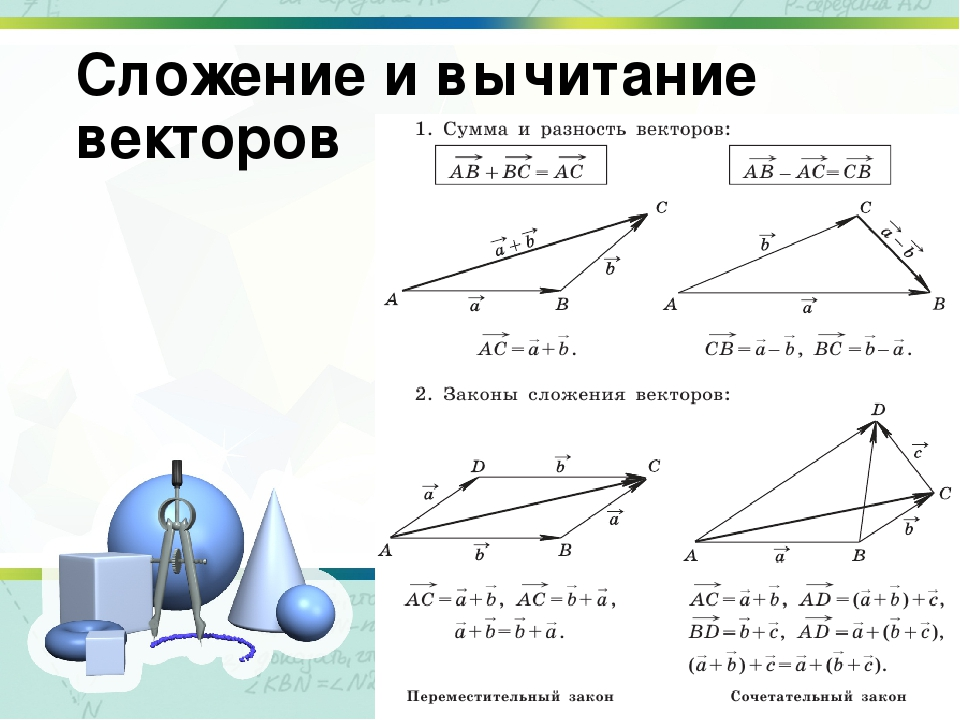 Сложение и вычитание
векторов
1. Сумма и разность векторов:
AB + BC = AC
AB – AC = CB
a + b
C
b
A
a
B
C
b
a – b
A
a
B
AC = a + b.
CB = a – b, BC = b – a.
2. Законы сложения векторов:
D
b
C
a
a
A
b
B
D
c
C
b
A
a
B
AC = a + b, AC = b + a,
a + b = b + a.
AC = a + b, AD = (a + b) + c,
BD = b + c, AD = a + (b + c),
(a + b) + c = a + (b + c).
Переместительный закон
Сочетательный закон
∠KBN = ∠N
N